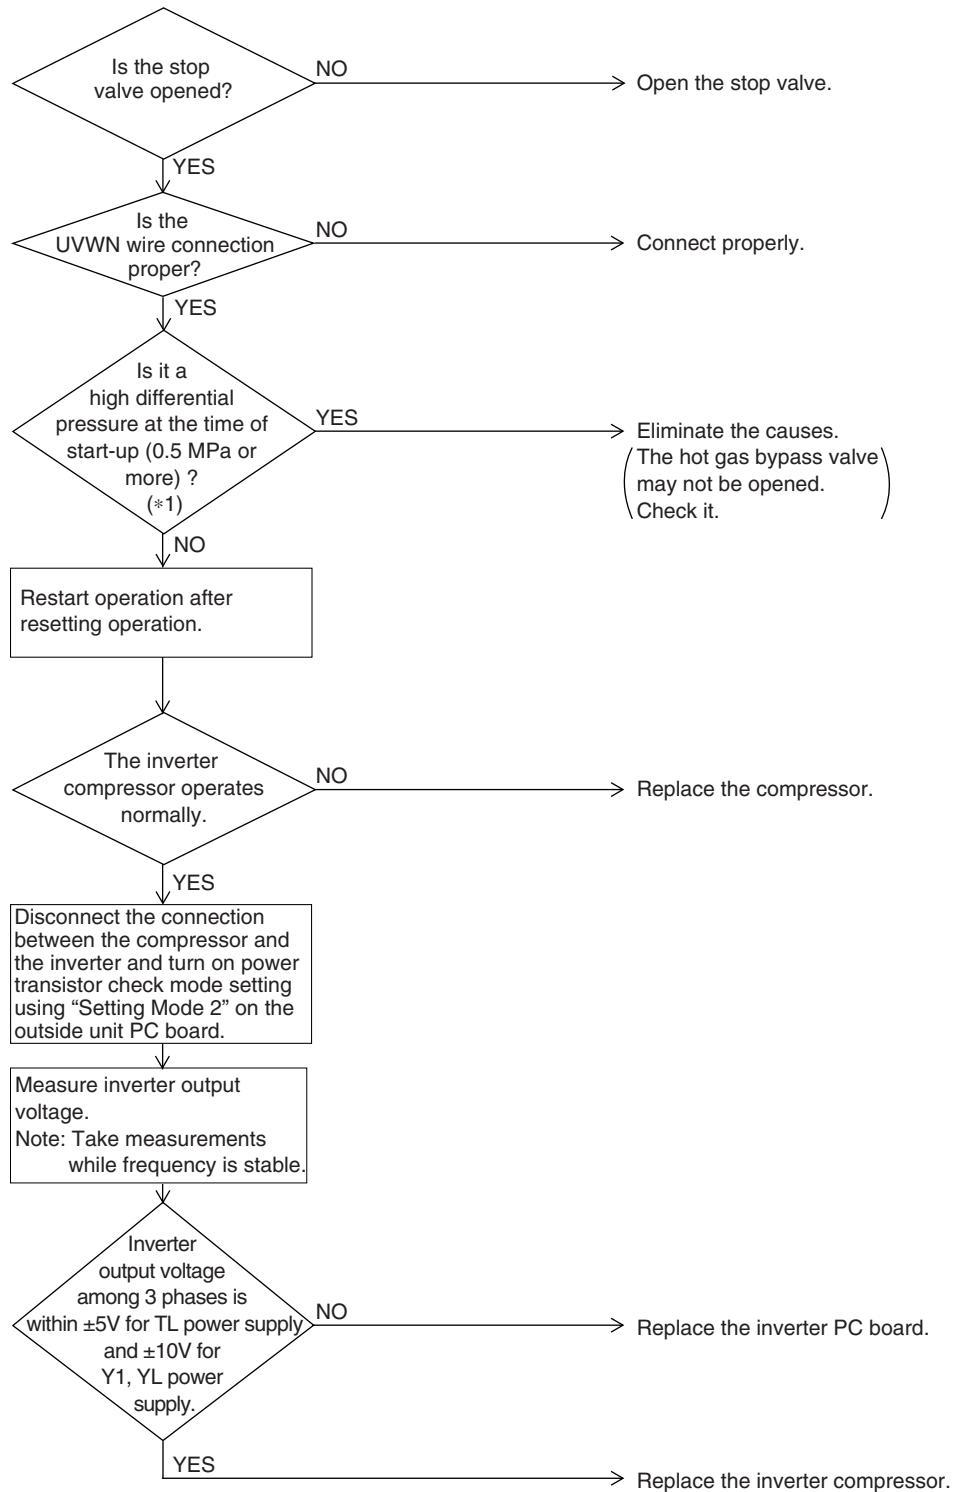 Is the stop
valve opened?
NO
Open the stop valve.
YES
Is the
UVWN wire connection
proper?
NO
Connect properly.
YES
Is it a
high differential
pressure at the time of
start-up (0.5 MPa or
more) ?
(*1)
YES
Eliminate the causes.
(The hot gas bypass valve
may not be opened.
Check it.)
NO
Restart operation after
resetting operation.
The inverter
compressor operates
normally.
NO
Replace the compressor.
YES
Disconnect the connection
between the compressor and
the inverter and turn on power
transistor check mode setting
using “Setting Mode 2” on the
outside unit PC board.
Measure inverter output
voltage.
Note: Take measurements
while frequency is stable.
Inverter
output voltage
among 3 phases is
within ±5V for TL power supply
and ±10V for
Y1, YL power
supply.
NO
Replace the inverter PC board.
YES
Replace the inverter compressor.